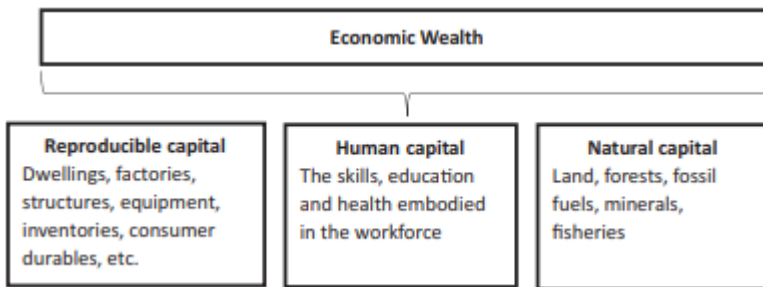 Economic Wealth
Reproducible capital
Dwellings, factories,
structures, equipment,
inventories, consumer
durables, etc.
Human capital
The skills, education
and health embodied
in the workforce
Natural capital
Land, forests, fossil
fuels, minerals,
fisheries